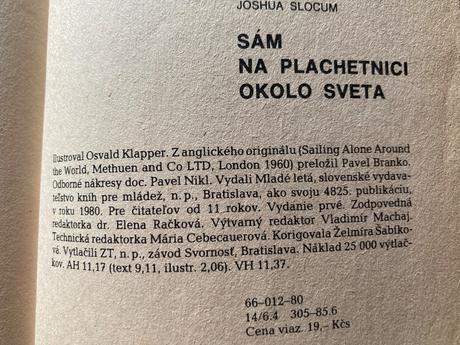 JOSHUA SLOCUM
SÁM
NA PLACHETNICI
OKOLO SVETA
Ilustroval Osvald Klapper. Z anglického originálu (Sailing Alone Around
the World, Methuen and Co LTD, London 1960) preložil Pavel Branko.
Odborné nákresy doc. Pavel Nikl. Vydali Mladé letá, slovenské vydava-
teľstvo kníh pre mládež, n. p., Bratislava, ako svoju 4825. publikáciu,
v roku 1980. Pre čitateľov od 11 rokov. Vydanie prvé. Zodpovedná
redaktorka dr. Elena Račková. Výtvarný redaktor Vladimír Machaj.
Technická redaktorka Mária Cebecauerová. Korigovala Želmíra Šabíko-
vá. Vytlačili ZT, n. p., závod Svornosť, Bratislava. Náklad 25 000 výtlač-
kov. AH 11,17 (text 9,11, ilustr. 2,06). VH 11,37.
66-012-80
14/6.4 305-85.6
Cena viaz. 19,- Kčs